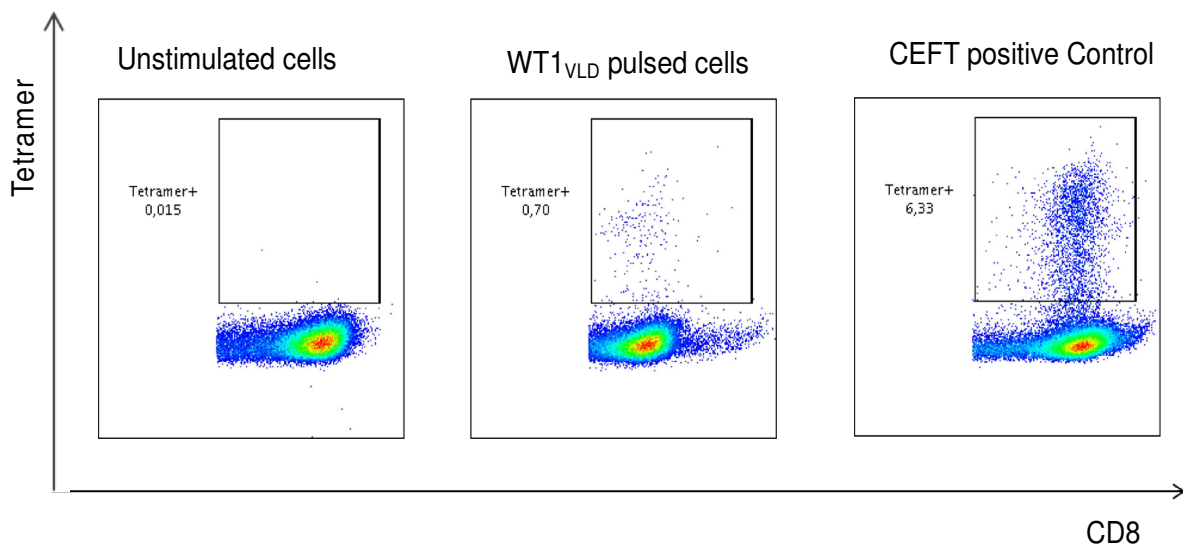 Unstimulated cells
WT1VLD pulsed cells
CEFT positive Control
Tetramer
Tetramer+
0,015
Tetramer+
0,70
Tetramer+
6,33
CD8